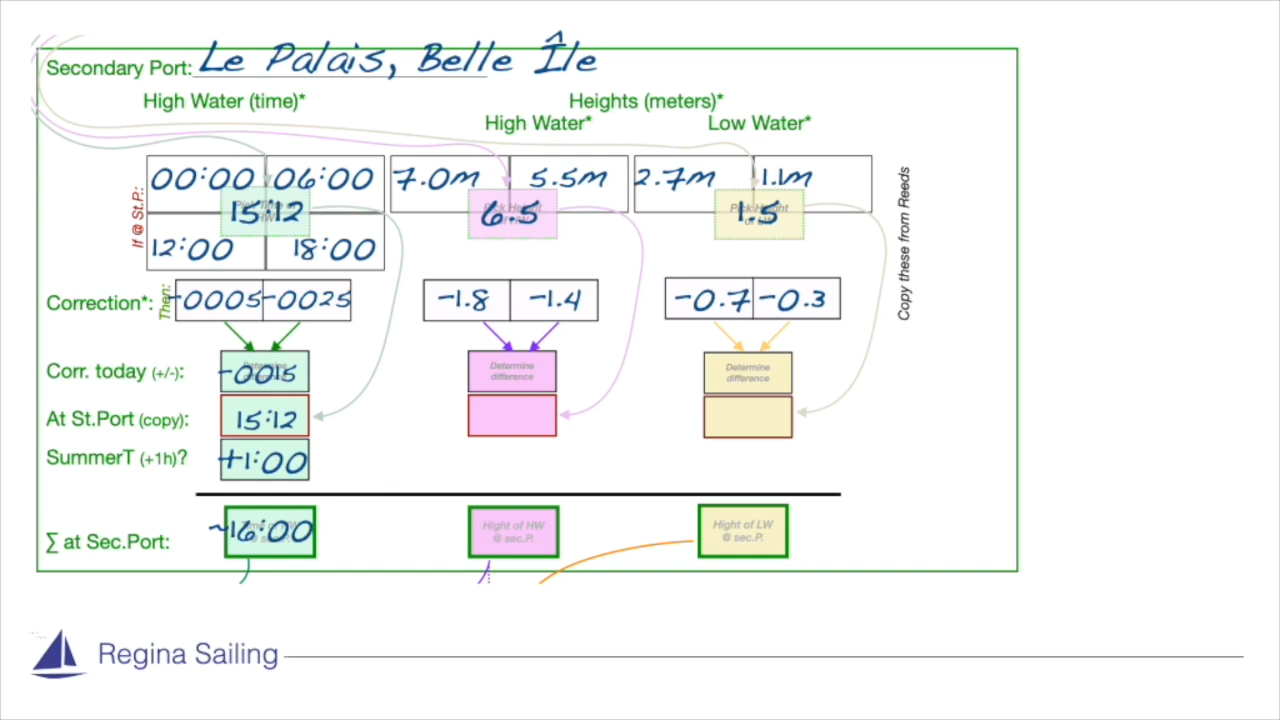 Secondary Port: Le Palais, Belle Île
High Water (time)* Heights (meters)*
High Water* Low Water*
If @ St.P.:
00:00 06:00 7.0m 5.5m 2.7m 1.1m
15:12 6.5 1.5
12:00 18:00
Copy these from Reeds
Correction*: Then: -0005 -0025 -1.8 -1.4 -0.7 -0.3
Corr. today (+/-): -0015 Determine difference Determine difference
At St.Port (copy): 15:12
SummerT (+1h)? +1:00
∑ at Sec.Port: ~16:00 Hight of HW @ sec.P. Hight of LW @ sec.P.
Regina Sailing